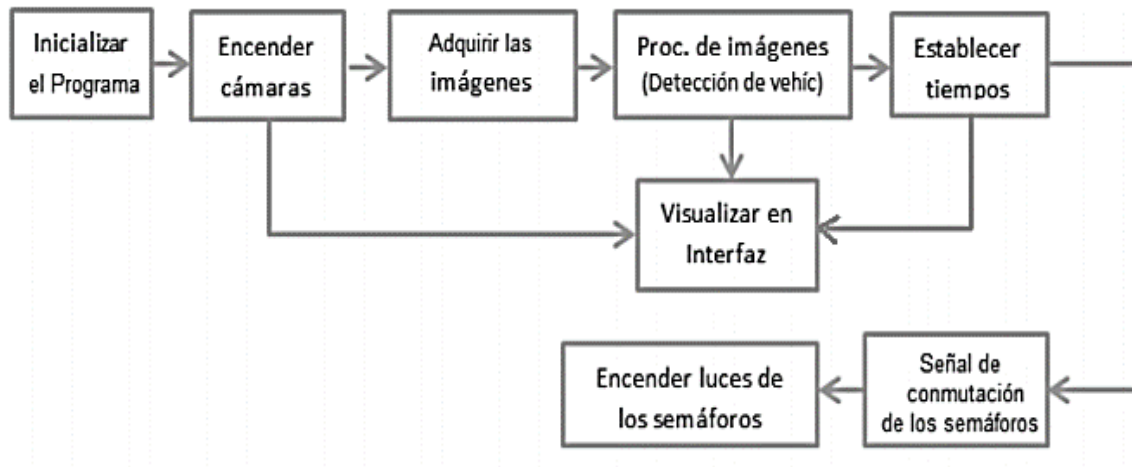 Inicializar
el Programa
Encender
cámaras
Adquirir las
imágenes
Proc. de imágenes
(Detección de vehíc)
Establecer
tiempos
Visualizar en
Interfaz
Encender luces de
los semáforos
Señal de
conmutación
de los semáforos